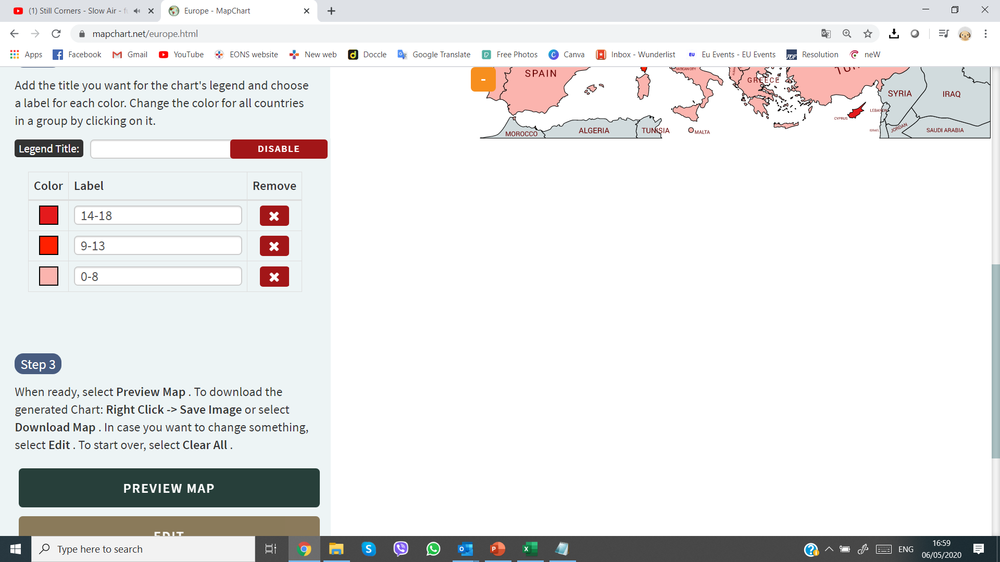 (1) Still Corners - Slow Air -
Europe - MapChart
mapchart.net/europe.html
Apps
Facebook
Gmail
YouTube
EONS website
New web
Doccle
Google Translate
Free Photos
Canva
Inbox - Wunderlist
EU
Eu Events - EU Events
PDF
Resolution
neW
Add the title you want for the chart's legend and choose
a label for each color. Change the color for all countries
in a group by clicking on it.
Legend Title:
DISABLE
Color
Label
Remove
14-18
9-13
0-8
Step 3
When ready, select Preview Map . To download the
generated Chart: Right Click -> Save Image or select
Download Map . In case you want to change something,
select Edit . To start over, select Clear All .
PREVIEW MAP
EDIT
-
SPAIN
VATICAN CITY
GREECE
SYRIA
IRAQ
LEBANON
CYPRUS
ISRAEL
JORDAN
SAUDI ARABIA
MOROCCO
ALGERIA
TUNISIA
MALTA
Type here to search
ENG
16:59
06/05/2020